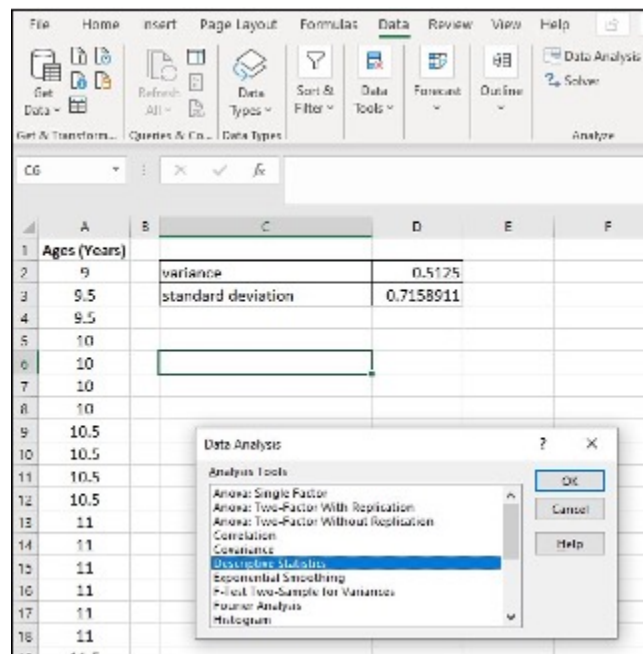 File Home Insert Page Layout Formulas Data Review View Help
Get Data
Refresh All
Data Types
Sort & Filter
Data Tools
Forecast
Outline
Data Analysis
Solver
Get & Transform... Queries & Co... Data Types Analyze
C6 fx
A B C D E F
1 Ages (Years)
2 9 variance 0.5125
3 9.5 standard deviation 0.7158911
4 9.5
5 10
6 10
7 10
8 10
9 10.5
10 10.5
11 10.5
12 10.5
13 11
14 11
15 11
16 11
17 11
18 11
Data Analysis ? ×
Analysis Tools
Anova: Single Factor
Anova: Two-Factor With Replication
Anova: Two-Factor Without Replication
Correlation
Covariance
Descriptive Statistics
Exponential Smoothing
F-Test Two-Sample for Variances
Fourier Analysis
Histogram
OK
Cancel
Help